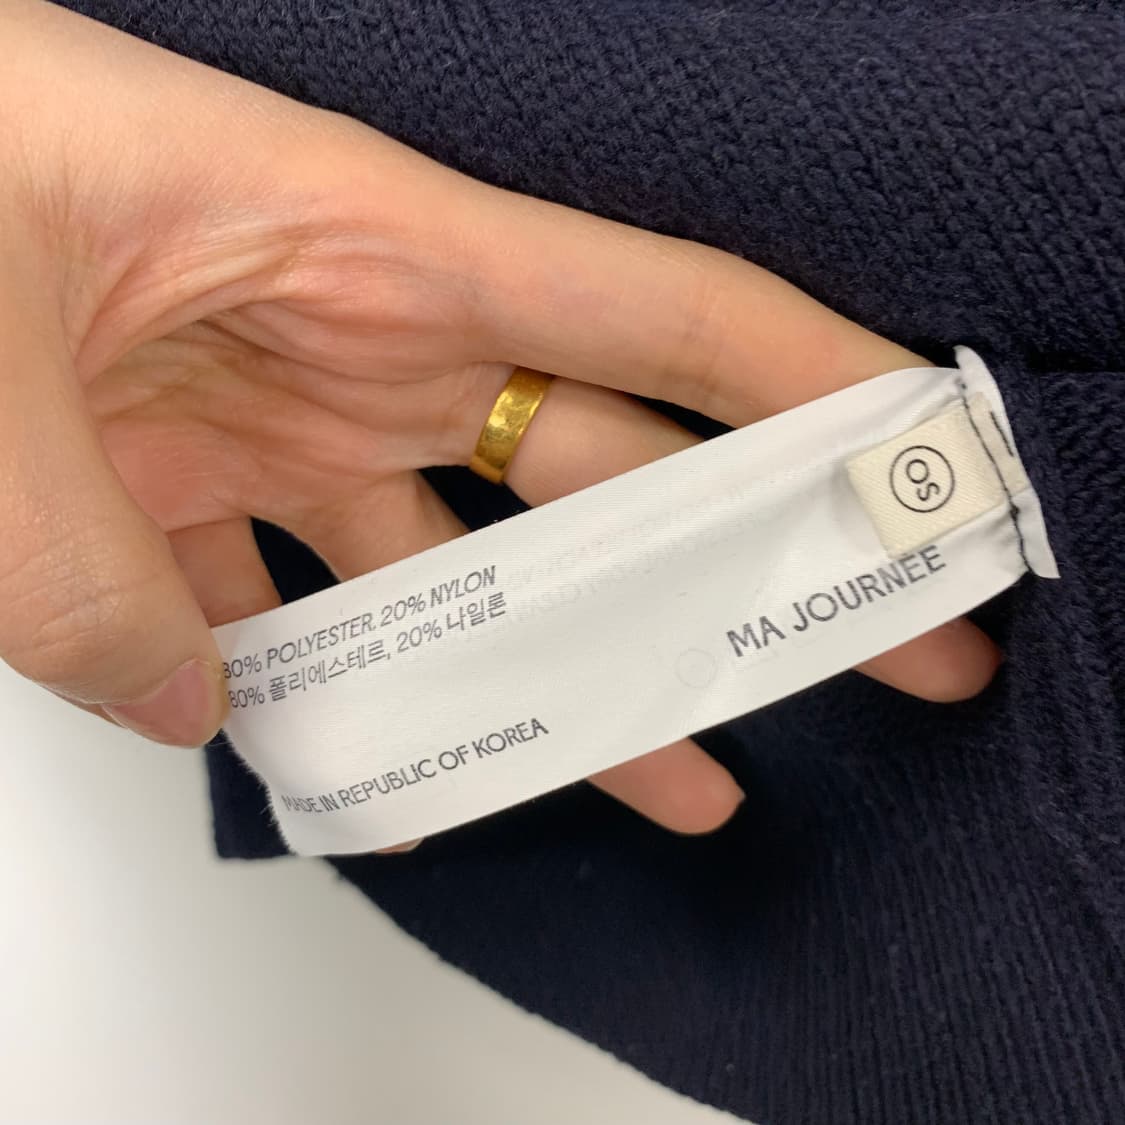 OS
MA JOURNÉE
80% POLYESTER. 20% NYLON
80% 폴리에스테르, 20% 나일론
MADE IN REPUBLIC OF KOREA